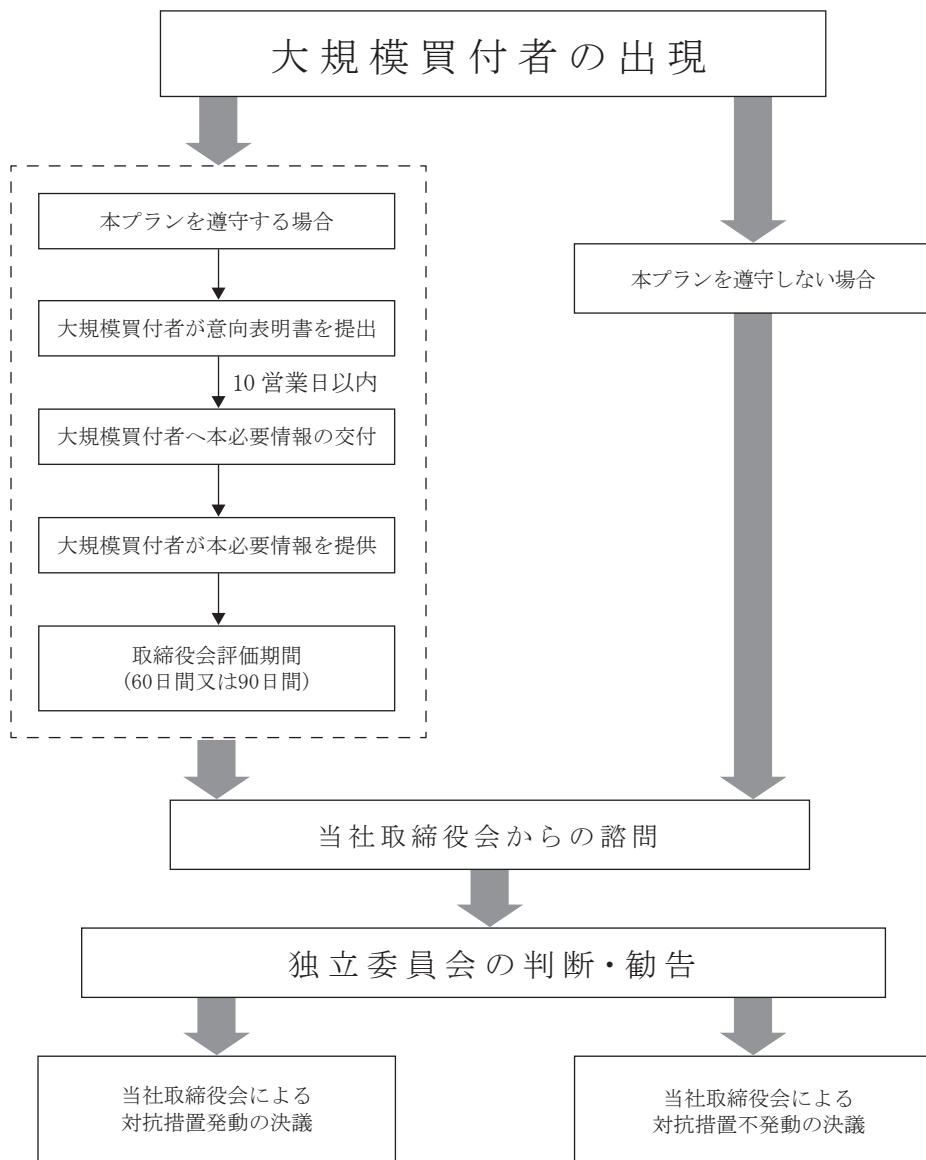 大規模買付者の出現
本プランを遵守する場合
本プランを遵守しない場合
大規模買付者が意向表明書を提出
10 営業日以内
大規模買付者へ本必要情報の交付
大規模買付者が本必要情報を提供
取締役会評価期間
(60日間又は90日間)
当社取締役会からの諮問
独立委員会の判断・勧告
当社取締役会による
対抗措置発動の決議
当社取締役会による
対抗措置不発動の決議